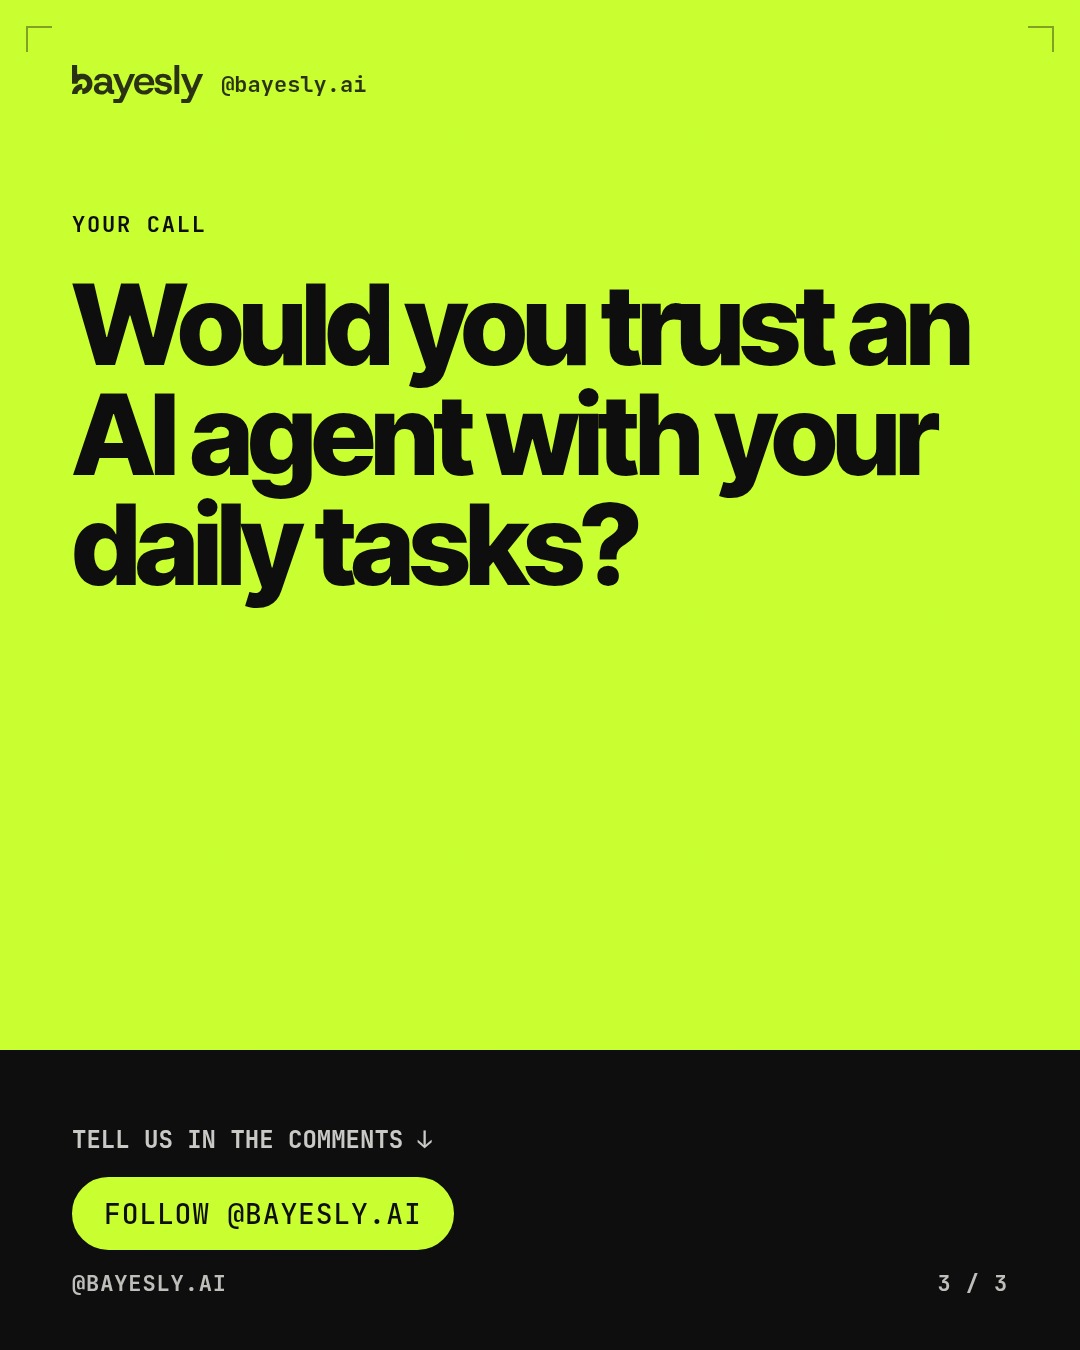 bayesly @bayesly.ai
YOUR CALL
Would you trust an
AI agent with your
daily tasks?
TELL US IN THE COMMENTS ↓
FOLLOW @BAYESLY.AI
@BAYESLY.AI
3 / 3